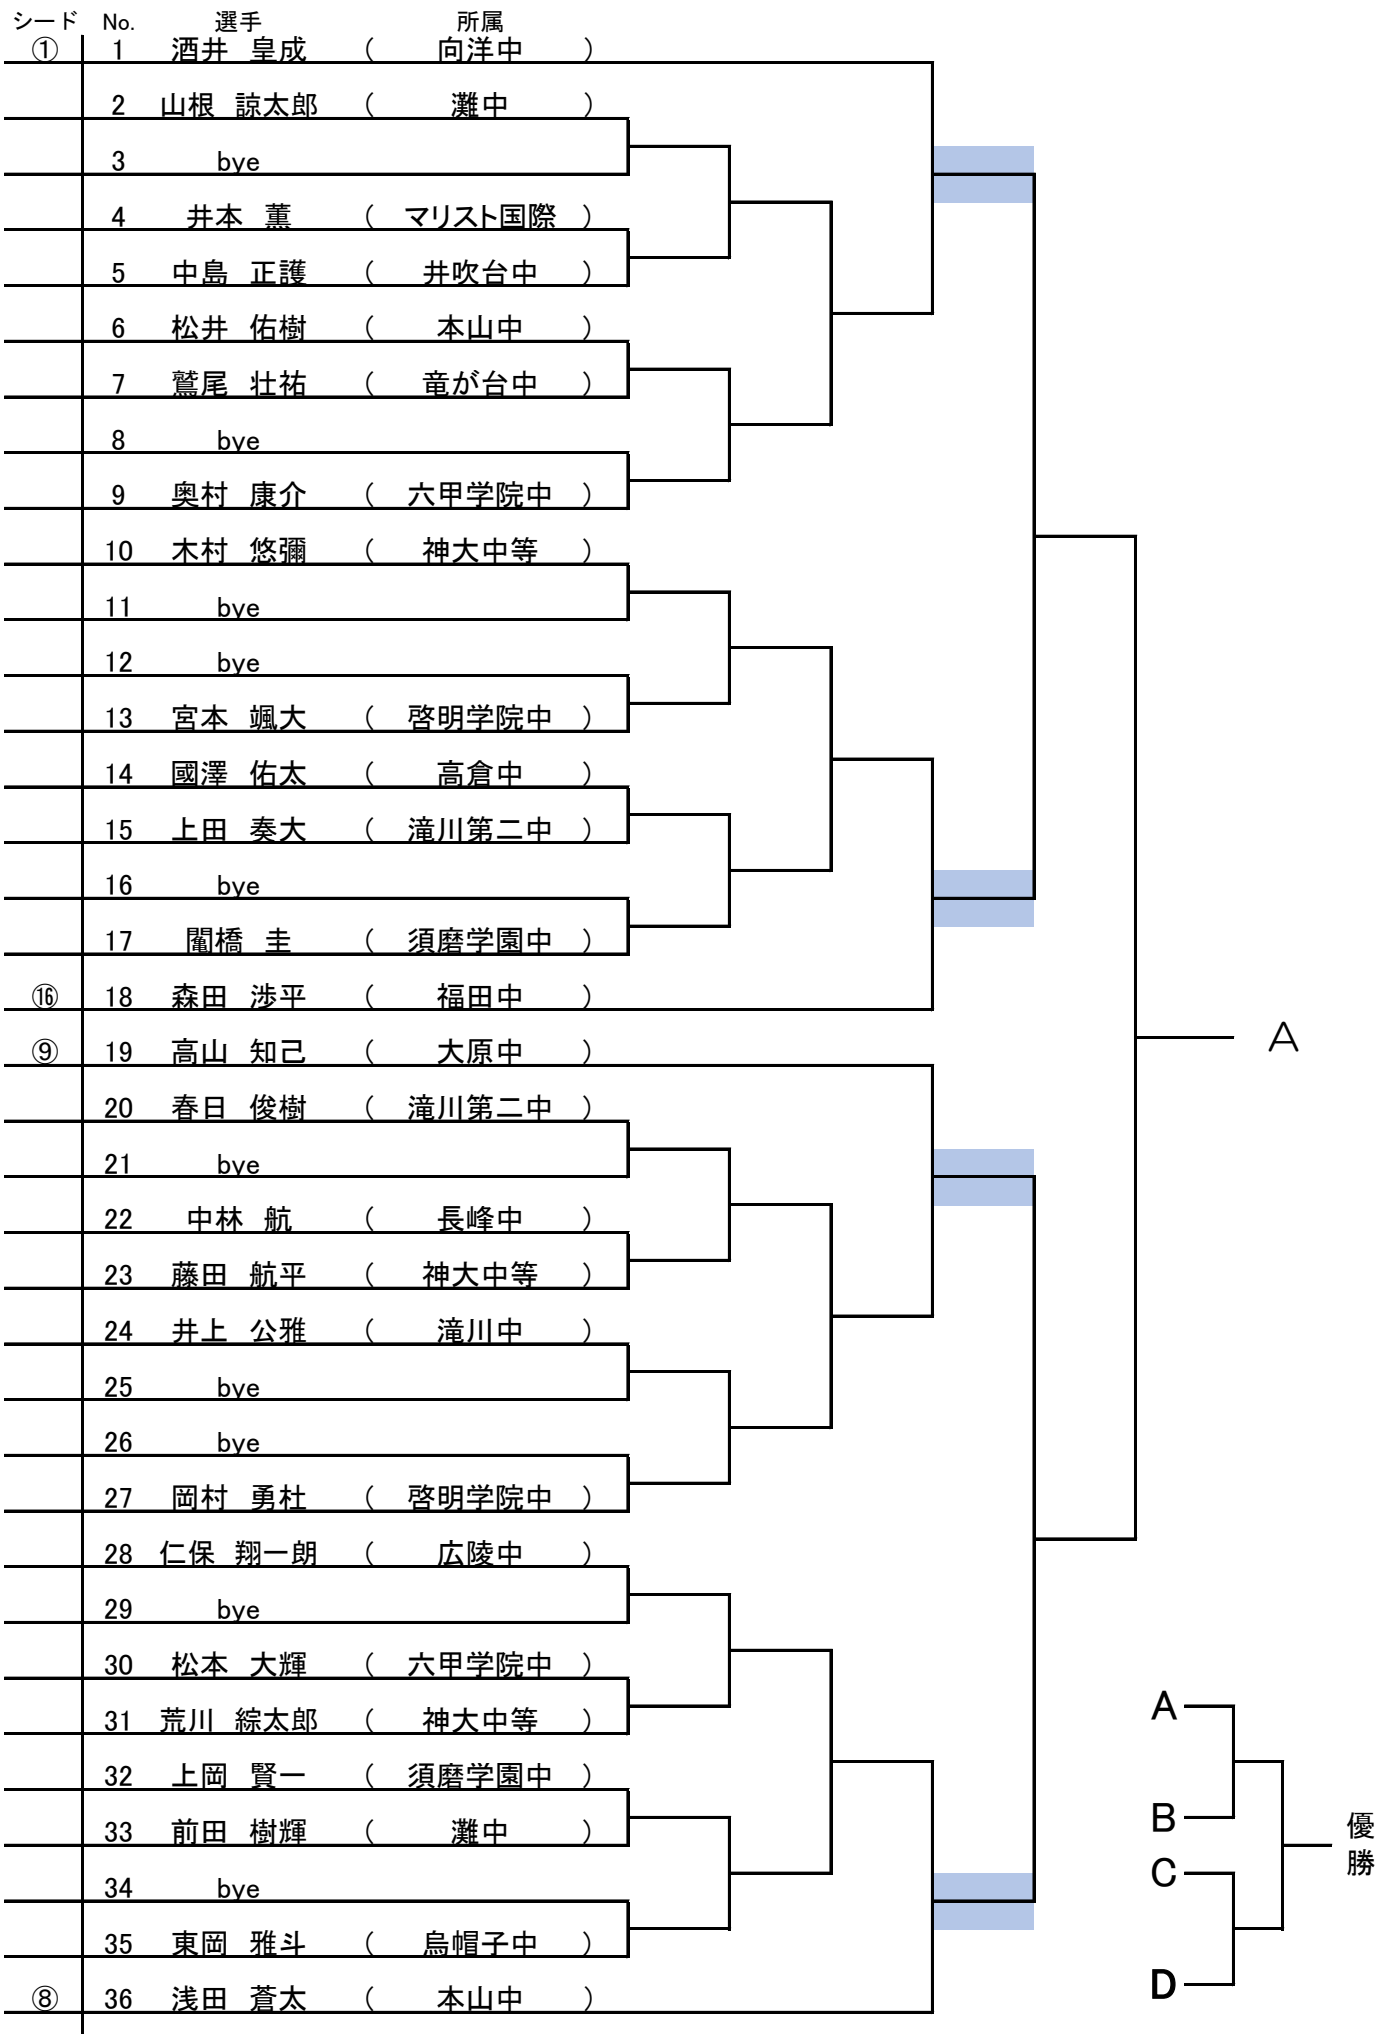 シード No. 選手 所属
① 1 酒井 皇成 ( 向洋中 )
2 山根 諒太郎 ( 灘中 )
3 bye
4 井本 薫 ( マリスト国際 )
5 中島 正護 ( 井吹台中 )
6 松井 佑樹 ( 本山中 )
7 鷲尾 壮祐 ( 竜が台中 )
8 bye
9 奥村 康介 ( 六甲学院中 )
10 木村 悠彌 ( 神大中等 )
11 bye
12 bye
13 宮本 颯大 ( 啓明学院中 )
14 國澤 佑太 ( 高倉中 )
15 上田 奏大 ( 滝川第二中 )
16 bye
17 橋 圭 ( 須磨学園中 )
⑯ 18 森田 渉平 ( 福田中 )
⑨ 19 高山 知己 ( 大原中 )
A
20 春日 俊樹 ( 滝川第二中 )
21 bye
22 中林 航 ( 長峰中 )
23 藤田 航平 ( 神大中等 )
24 井上 公雅 ( 滝川中 )
25 bye
26 bye
27 岡村 勇杜 ( 啓明学院中 )
28 仁保 翔一朗 ( 広陵中 )
29 bye
30 松本 大輝 ( 六甲学院中 )
31 荒川 綜太郎 ( 神大中等 )
32 上岡 賢一 ( 須磨学園中 )
33 前田 樹輝 ( 灘中 )
34 bye
35 東岡 雅斗 ( 烏帽子中 )
⑧ 36 浅田 蒼太 ( 本山中 )
A
B
C
D
優
勝